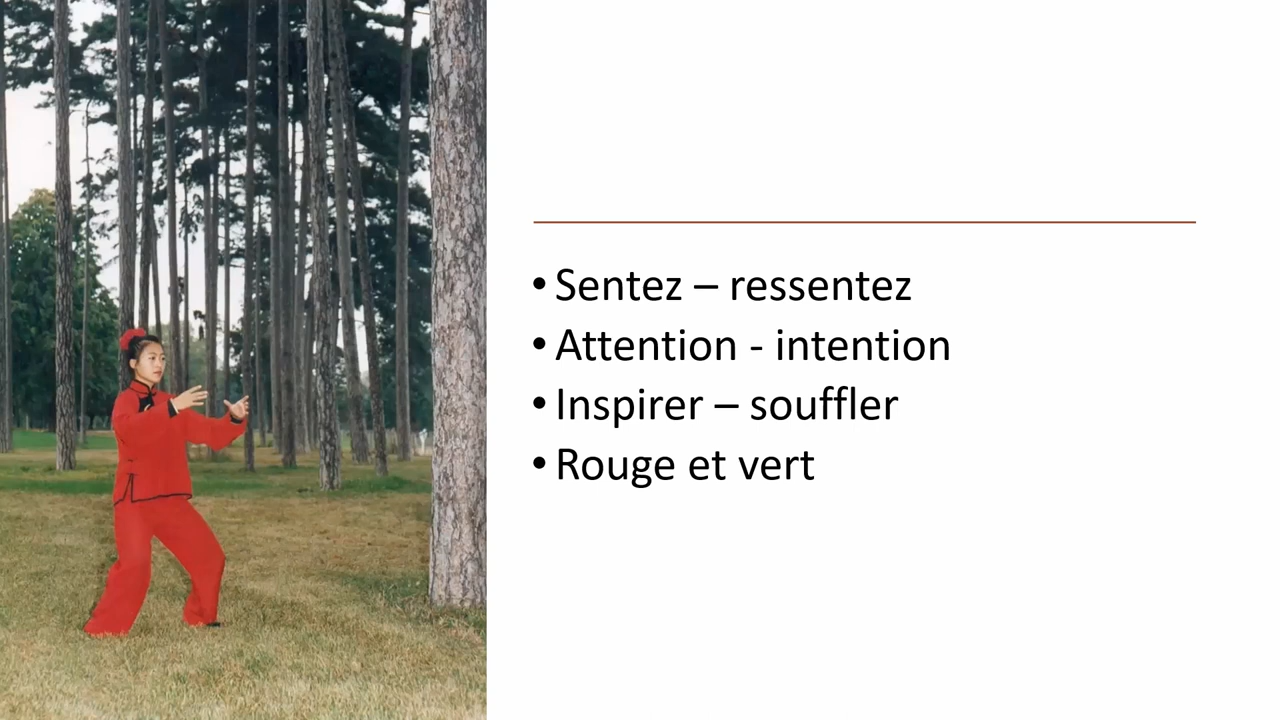 • Sentez – ressentez
• Attention - intention
• Inspirer – souffler
• Rouge et vert